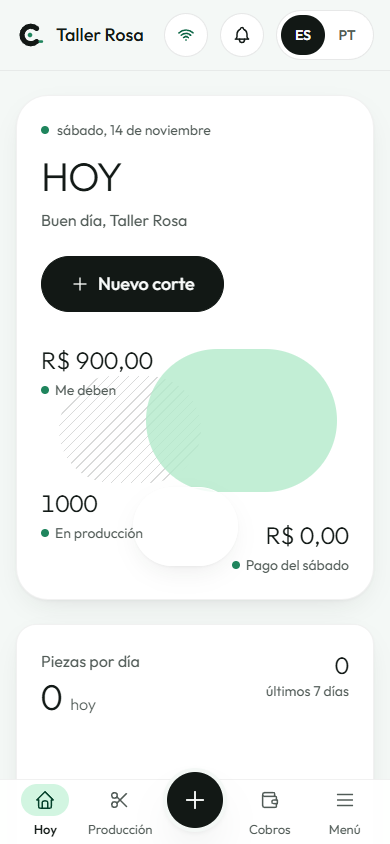 Taller Rosa
ES
PT
sábado, 14 de noviembre
HOY
Buen día, Taller Rosa
+ Nuevo corte
R$ 900,00
Me deben
1000
En producción
R$ 0,00
Pago del sábado
Piezas por día
0 hoy
0
últimos 7 días
Hoy
Producción
Cobros
Menú